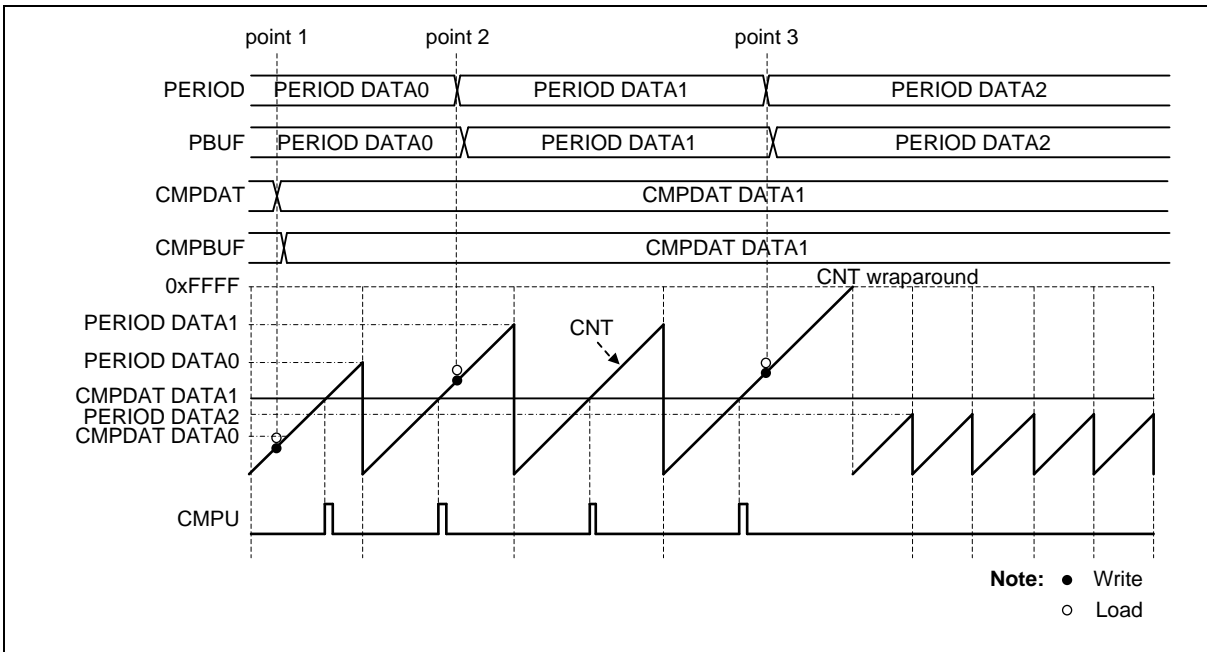 point 1 point 2 point 3
PERIOD PERIOD DATA0 PERIOD DATA1 PERIOD DATA2
PBUF PERIOD DATA0 PERIOD DATA1 PERIOD DATA2
CMPDAT CMPDAT DATA1
CMPBUF CMPDAT DATA1
0xFFFF CNT wraparound
PERIOD DATA1 CNT
PERIOD DATA0
CMPDAT DATA1
PERIOD DATA2
CMPDAT DATA0
CMPU
Note: ● Write
○ Load